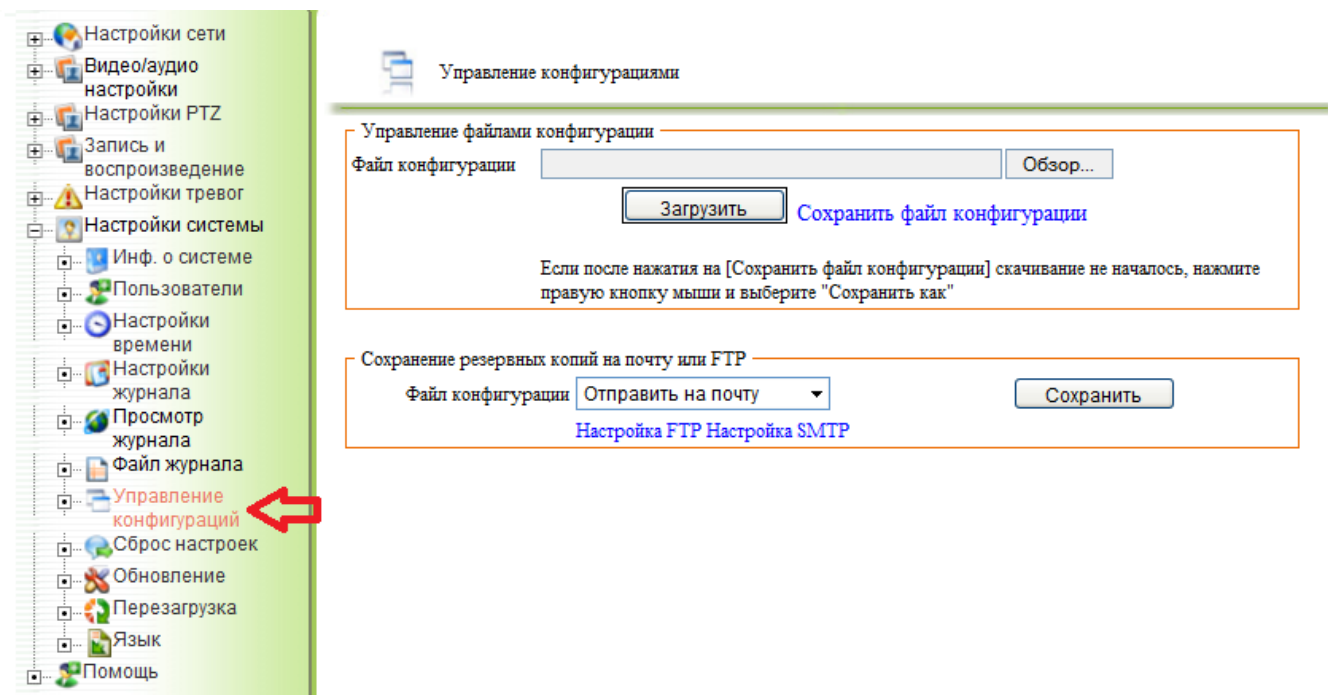 Настройки сети
Видео/аудио
настройки
Настройки PTZ
Запись и
воспроизведение
Настройки тревог
Настройки системы
Инф. о системе
Пользователи
Настройки
времени
Настройки
журнала
Просмотр
журнала
Файл журнала
Управление
конфигураций
Сброс настроек
Обновление
Перезагрузка
Язык
Помощь
Управление конфигурациями
Управление файлами конфигурации
Файл конфигурации Обзор...
Загрузить Сохранить файл конфигурации
Если после нажатия на [Сохранить файл конфигурации] скачивание не началось, нажмите
правую кнопку мыши и выберите "Сохранить как"
Сохранение резервных копий на почту или FTP
Файл конфигурации Отправить на почту Сохранить
Настройка FTP Настройка SMTP